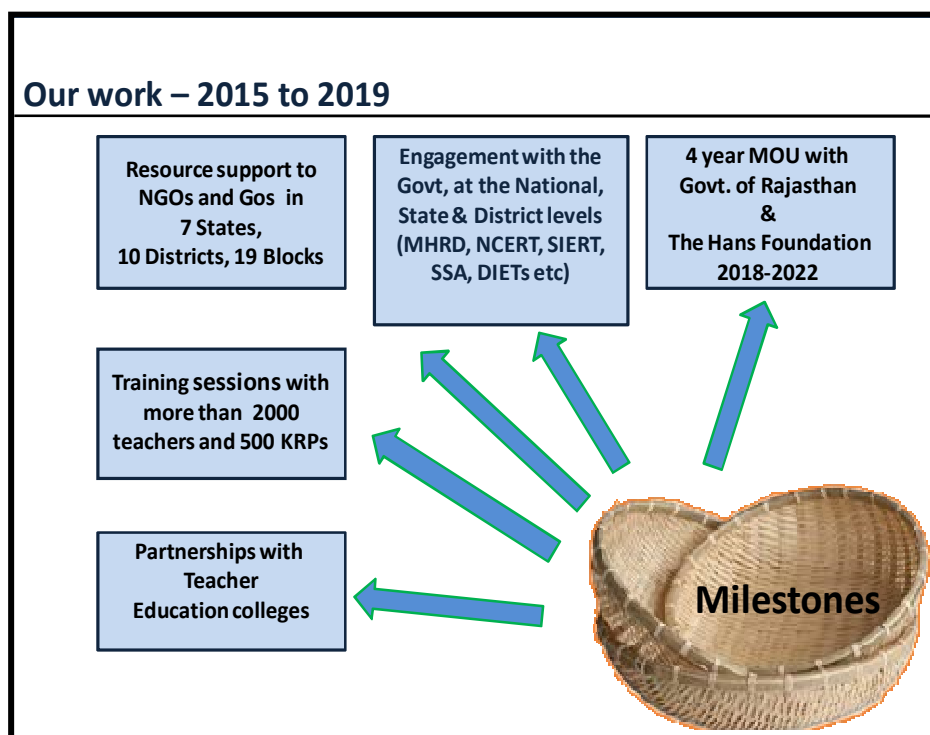 Our work – 2015 to 2019
Resource support to
NGOs and Gos in
7 States,
10 Districts, 19 Blocks
Engagement with the
Govt, at the National,
State & District levels
(MHRD, NCERT, SIERT,
SSA, DIETs etc)
4 year MOU with
Govt. of Rajasthan
&
The Hans Foundation
2018-2022
Training sessions with
more than 2000
teachers and 500 KRPs
Partnerships with
Teacher
Education colleges
Milestones